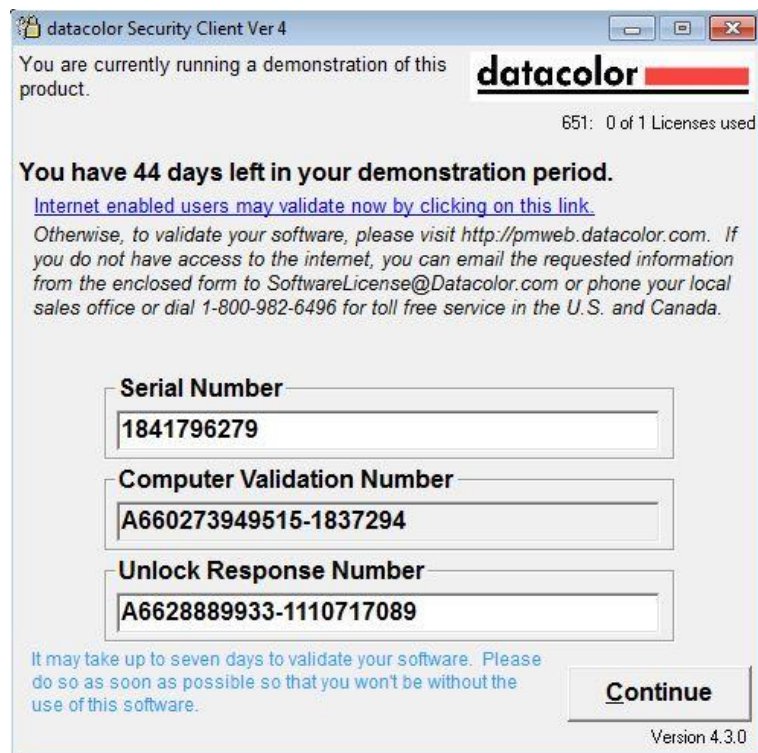 datacolor Security Client Ver 4
You are currently running a demonstration of this
product.
datacolor
651: 0 of 1 Licenses used
You have 44 days left in your demonstration period.
Internet enabled users may validate now by clicking on this link.
Otherwise, to validate your software, please visit http://pmweb.datacolor.com. If
you do not have access to the internet, you can email the requested information
from the enclosed form to SoftwareLicense@Datacolor.com or phone your local
sales office or dial 1-800-982-6496 for toll free service in the U.S. and Canada.
Serial Number
1841796279
Computer Validation Number
A660273949515-1837294
Unlock Response Number
A6628889933-1110717089
It may take up to seven days to validate your software. Please
do so as soon as possible so that you won't be without the
use of this software.
Continue
Version 4.3.0